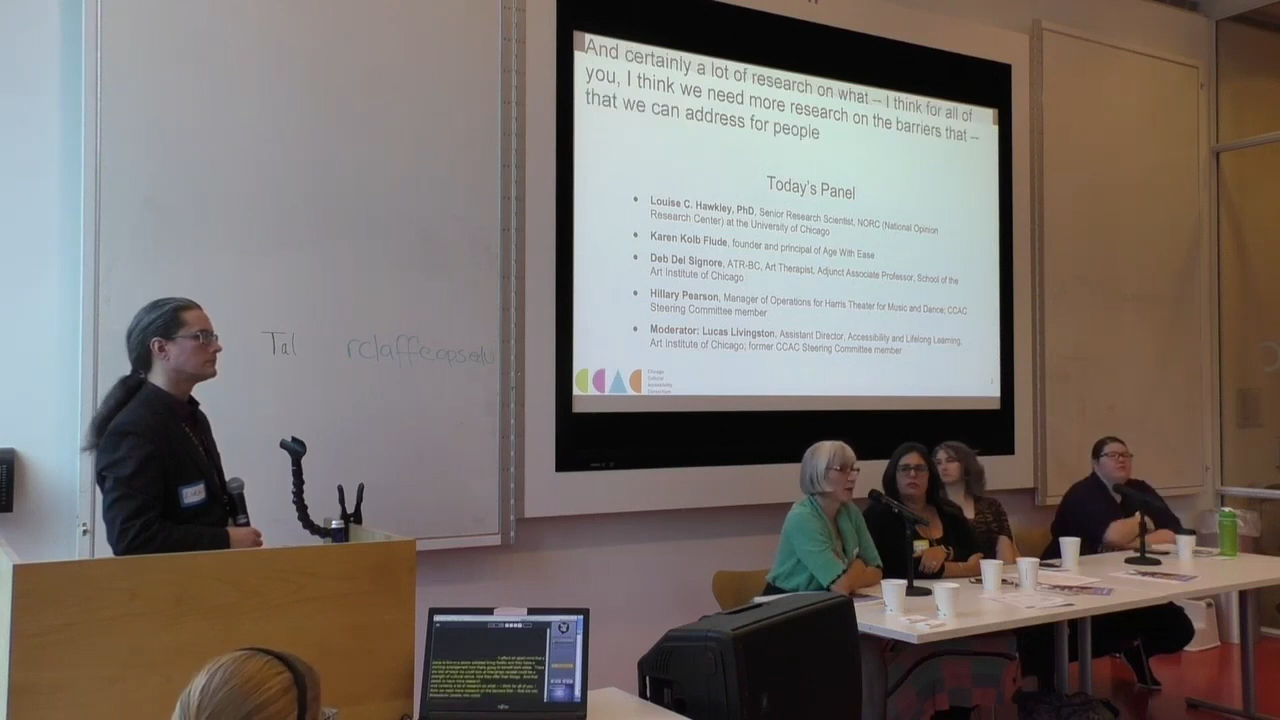 And certainly a lot of research on what -- I think for all of
you, I think we need more research on the barriers that --
that we can address for people
Today's Panel
• Louise C. Hawkley, PhD, Senior Research Scientist, NORC (National Opinion
Research Center) at the University of Chicago
• Karen Kolb Flude, founder and principal of Age With Ease
• Deb Del Signore, ATR-BC, Art Therapist, Adjunct Associate Professor, School of the
Art Institute of Chicago
• Hillary Pearson, Manager of Operations for Harris Theater for Music and Dance; CCAC
Steering Committee member
• Moderator: Lucas Livingston, Assistant Director, Accessibility and Lifelong Learning,
Art Institute of Chicago; former CCAC Steering Committee member
CCAC
Chicago
Cultural
Accessibility
Consortium
Tal